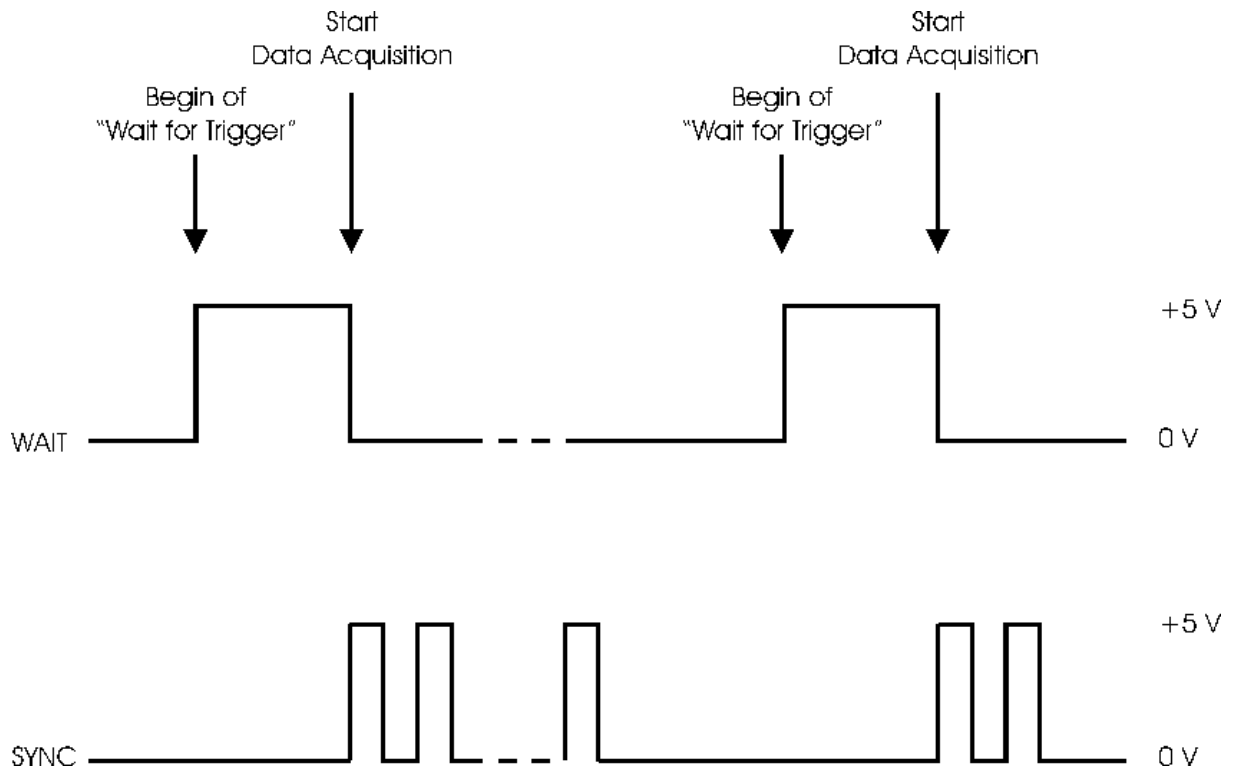 Start
Data Acquisition
Start
Data Acquisition
Begin of
"Wait for Trigger"
Begin of
"Wait for Trigger"
+5 V
WAIT
0 V
+5 V
SYNC
0 V